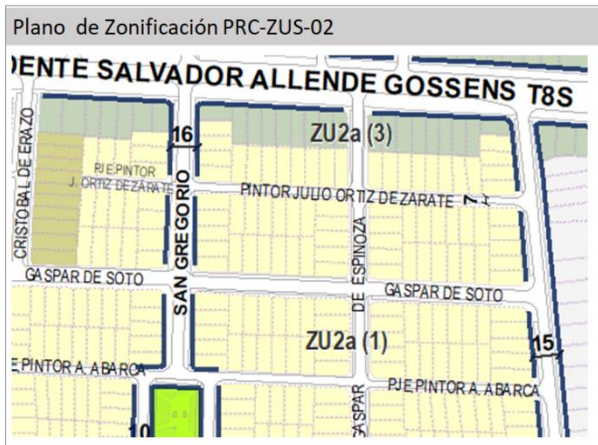 Plano de Zonificación PRC-ZUS-02
DENTE SALVADOR ALLENDE GOSSENS T8S
CRISTOBAL DE ERAZO
16
ZU2a (3)
PJE PINTOR
J. ORTIZ DE ZARATE
PINTOR JULIO ORTIZ DE ZARATE
7
SAN GREGORIO
DE ESPINOZA
GASPAR DE SOTO
GASPAR DE SOTO
ZU2a (1)
15
E PINTOR A. ABARCA
PJE PINTOR A. ABARCA
GASPAR
10